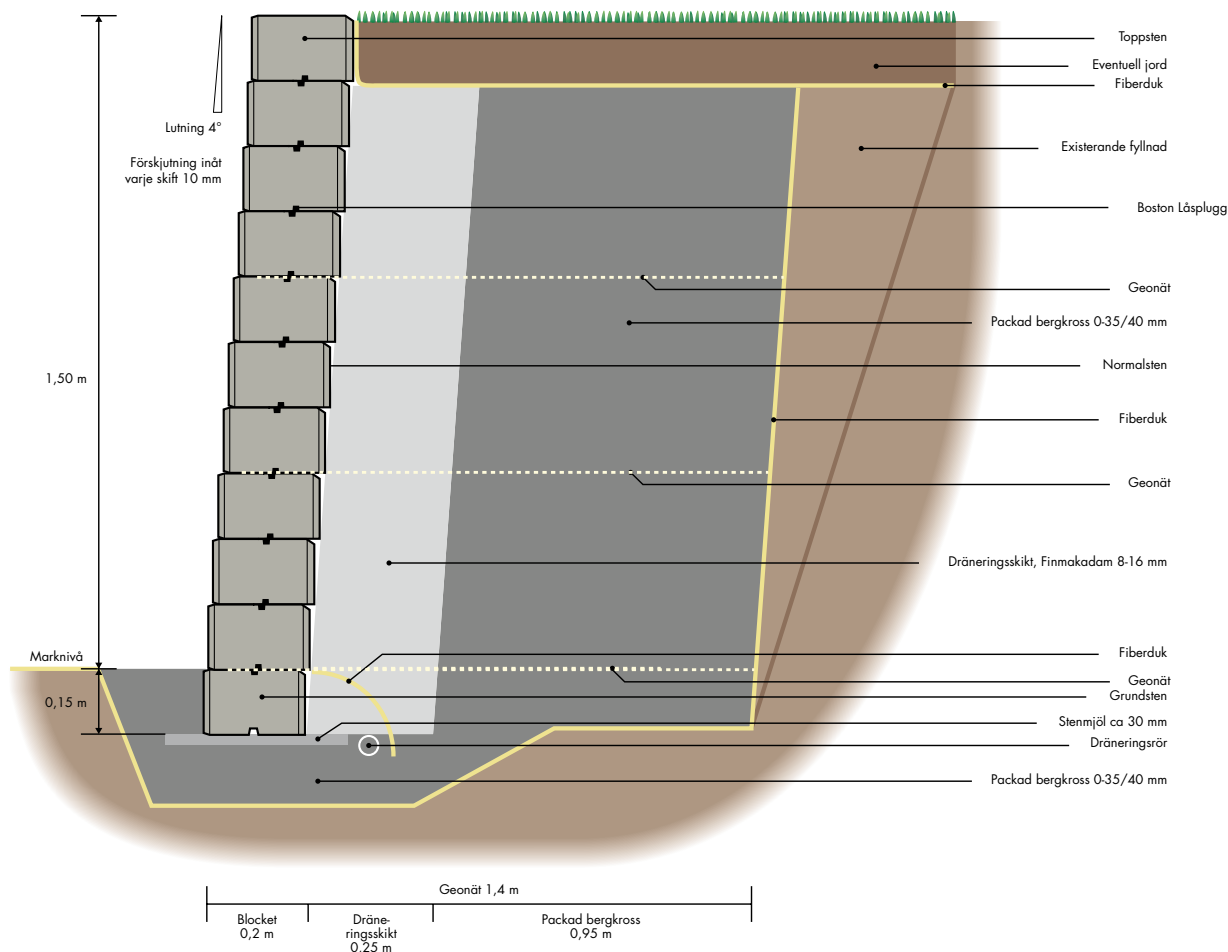 Toppsten
Eventuell jord
Fiberduk
Lutning 4°
Existerande fyllnad
Förskjutning inåt
varje skift 10 mm
Boston Låsplugg
Geonät
Packad bergkross 0-35/40 mm
1,50 m
Normalsten
Fiberduk
Geonät
Dräneringsskikt, Finmakadam 8-16 mm
Marknivå
Fiberduk
Geonät
0,15 m
Grundsten
Stenmjöl ca 30 mm
Dräneringsrör
Packad bergkross 0-35/40 mm
Geonät 1,4 m
Blocket
0,2 m
Dräne-
ringsskikt
0,25 m
Packad bergkross
0,95 m